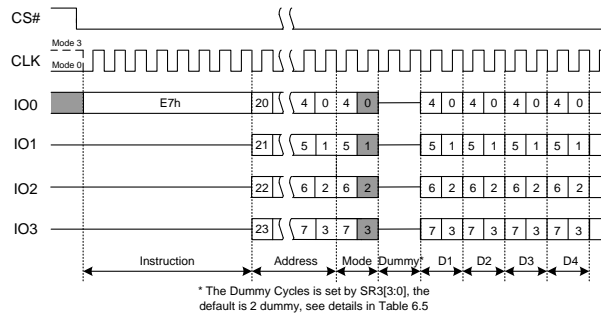 CS#
Mode 3
CLK
Mode 0
IO0 E7h 20 4 0 4 0 4 0 4 0 4 0 4 0
IO1 21 5 1 5 1 5 1 5 1 5 1 5 1
IO2 22 6 2 6 2 6 2 6 2 6 2 6 2
IO3 23 7 3 7 3 7 3 7 3 7 3 7 3
Instruction Address Mode Dummy* D1 D2 D3 D4
* The Dummy Cycles is set by SR3[3:0], the
default is 2 dummy, see details in Table 6.5